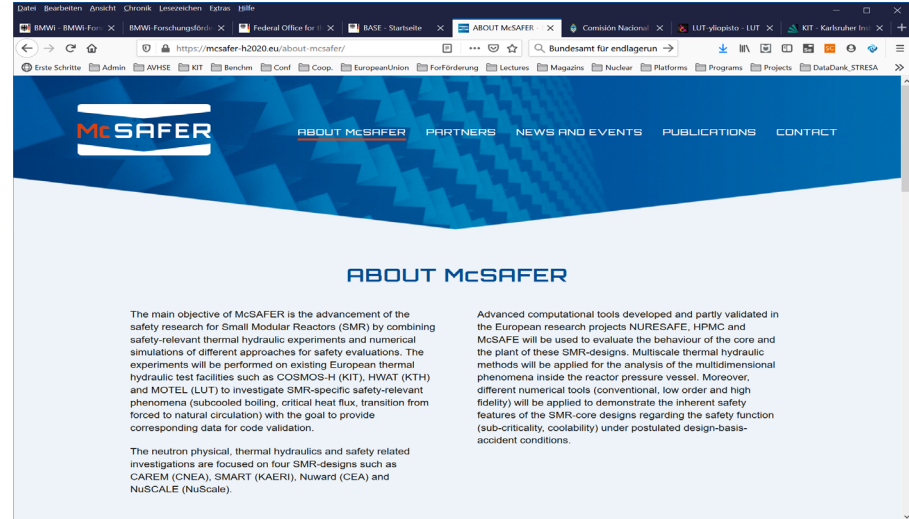 Datei Bearbeiten Ansicht Chronik Lesezeichen Extras Hilfe
BMWi - BMWi-Fors BMWi-Forschungsförde Federal Office for t BASE - Startseite ABOUT McSAFER - Comisión Nacional LUT-yliopisto - LUT KIT - Karlsruher Ins
https://mcsafer-h2020.eu/about-mcsafer/ Bundesamt für endlagerun
Erste Schritte Admin AVHSE KIT Benchm Conf Coop. EuropeanUnion ForFörderung Lectures Magazins Nuclear Platforms Programs Projects DataDank_STRESA
McSAFER
ABOUT McSAFER PARTNERS NEWS AND EVENTS PUBLICATIONS CONTACT
ABOUT McSAFER
The main objective of McSAFER is the advancement of the
safety research for Small Modular Reactors (SMR) by combining
safety-relevant thermal hydraulic experiments and numerical
simulations of different approaches for safety evaluations. The
experiments will be performed on existing European thermal
hydraulic test facilities such as COSMOS-H (KIT), HWAT (KTH)
and MOTEL (LUT) to investigate SMR-specific safety-relevant
phenomena (subcooled boiling, critical heat flux, transition from
forced to natural circulation) with the goal to provide
corresponding data for code validation.
The neutron physical, thermal hydraulics and safety related
investigations are focused on four SMR-designs such as
CAREM (CNEA), SMART (KAERI), Nuward (CEA) and
NuSCALE (NuScale).
Advanced computational tools developed and partly validated in
the European research projects NURESAFE, HPMC and
McSAFE will be used to evaluate the behaviour of the core and
the plant of these SMR-designs. Multiscale thermal hydraulic
methods will be applied for the analysis of the multidimensional
phenomena inside the reactor pressure vessel. Moreover,
different numerical tools (conventional, low order and high
fidelity) will be applied to demonstrate the inherent safety
features of the SMR-core designs regarding the safety function
(sub-criticality, coolability) under postulated design-basis-
accident conditions.